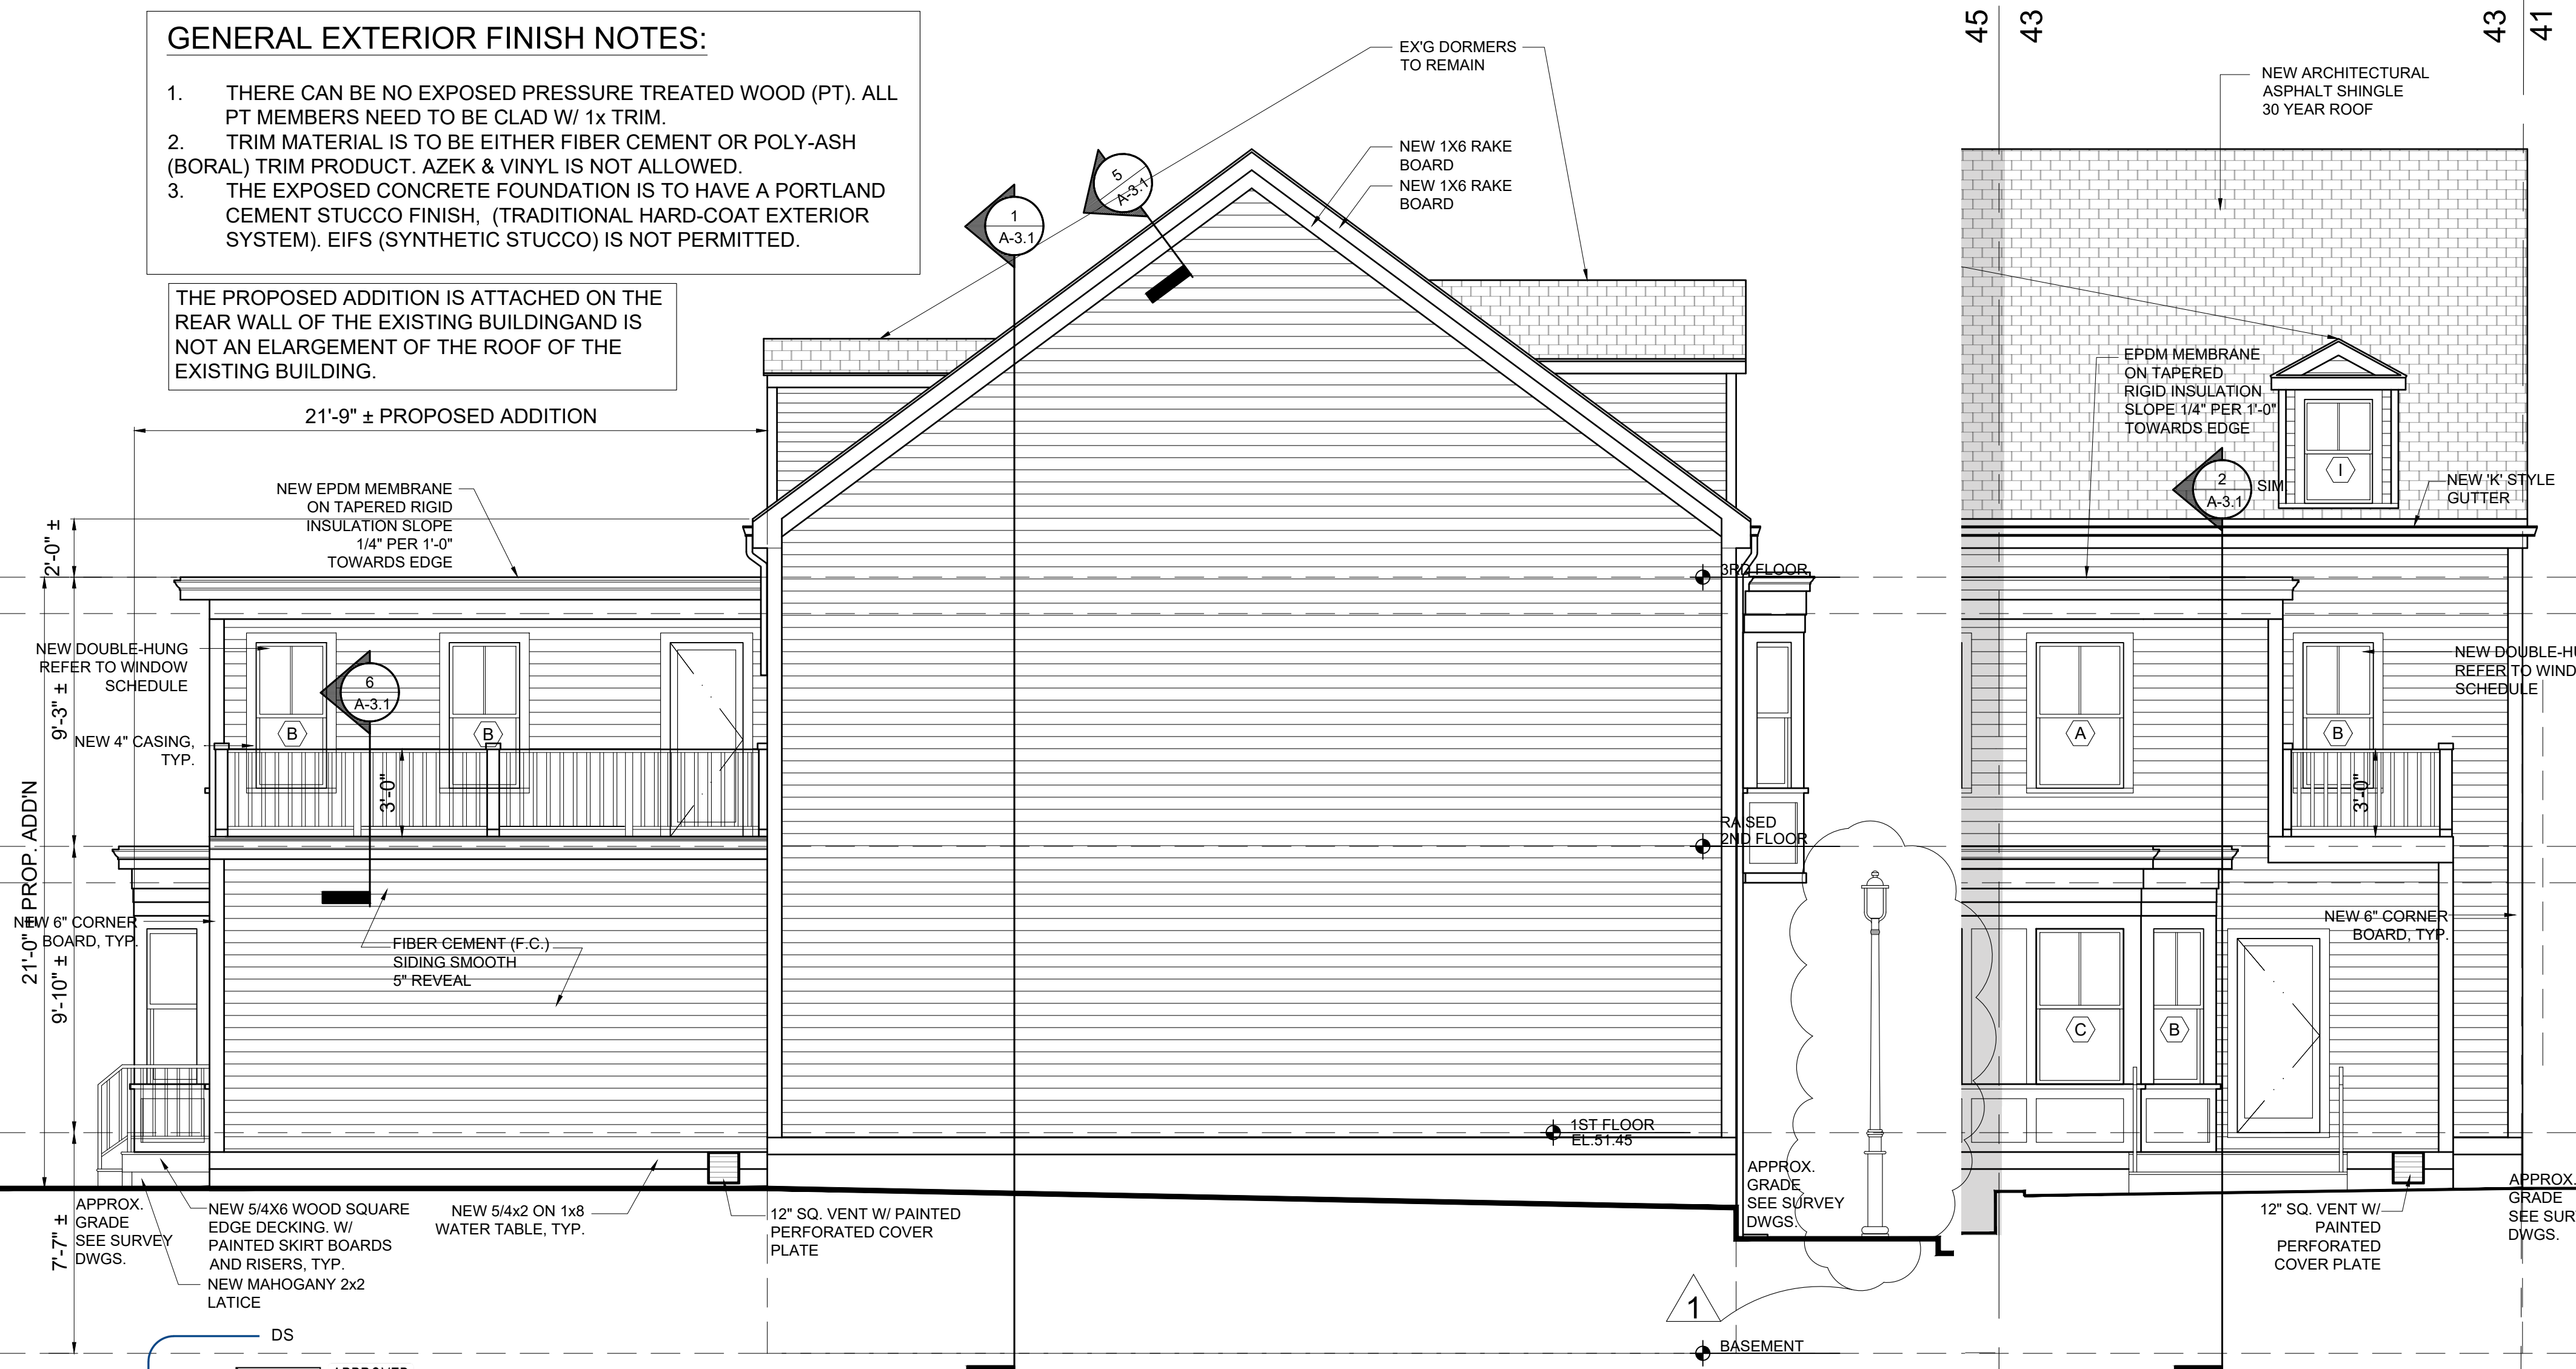 GENERAL EXTERIOR FINISH NOTES:
1. THERE CAN BE NO EXPOSED PRESSURE TREATED WOOD (PT). ALL
PT MEMBERS NEED TO BE CLAD W/ 1x TRIM.
2. TRIM MATERIAL IS TO BE EITHER FIBER CEMENT OR POLY-ASH
(BORAL) TRIM PRODUCT. AZEK & VINYL IS NOT ALLOWED.
3. THE EXPOSED CONCRETE FOUNDATION IS TO HAVE A PORTLAND
CEMENT STUCCO FINISH, (TRADITIONAL HARD-COAT EXTERIOR
SYSTEM). EIFS (SYNTHETIC STUCCO) IS NOT PERMITTED.
THE PROPOSED ADDITION IS ATTACHED ON THE
REAR WALL OF THE EXISTING BUILDINGAND IS
NOT AN ELARGEMENT OF THE ROOF OF THE
EXISTING BUILDING.
21'-9" ± PROPOSED ADDITION
NEW EPDM MEMBRANE
ON TAPERED RIGID
INSULATION SLOPE
1/4" PER 1'-0"
TOWARDS EDGE
2'-0" ±
NEW DOUBLE-HUNG
REFER TO WINDOW
SCHEDULE
9'-3" ±
NEW 4" CASING,
TYP.
21'-0" ± PROP. ADD'N
NEW 6" CORNER
BOARD, TYP.
9'-10" ±
7'-7" ±
APPROX.
GRADE
SEE SURVEY
DWGS.
B
B
6
A-3.1
3'-0"
FIBER CEMENT (F.C.)
SIDING SMOOTH
5" REVEAL
NEW 5/4X6 WOOD SQUARE
EDGE DECKING. W/
PAINTED SKIRT BOARDS
AND RISERS, TYP.
NEW MAHOGANY 2x2
LATICE
NEW 5/4x2 ON 1x8
WATER TABLE, TYP.
12" SQ. VENT W/ PAINTED
PERFORATED COVER
PLATE
DS
1
A-3.1
5
A-3.1
EX'G DORMERS
TO REMAIN
NEW 1X6 RAKE
BOARD
NEW 1X6 RAKE
BOARD
3RD FLOOR
RAISED
2ND FLOOR
1ST FLOOR
EL.51.45
APPROX.
GRADE
SEE SURVEY
DWGS.
1
BASEMENT
45
43
43
41
NEW ARCHITECTURAL
ASPHALT SHINGLE
30 YEAR ROOF
EPDM MEMBRANE
ON TAPERED
RIGID INSULATION
SLOPE 1/4" PER 1'-0"
TOWARDS EDGE
I
2
A-3.1
SIM
NEW 'K' STYLE
GUTTER
NEW DOUBLE-HU
REFER TO WIND
SCHEDULE
A
B
3'-0"
NEW 6" CORNER
BOARD, TYP.
C
B
12" SQ. VENT W/
PAINTED
PERFORATED
COVER PLATE
APPROX.
GRADE
SEE SUR
DWGS.